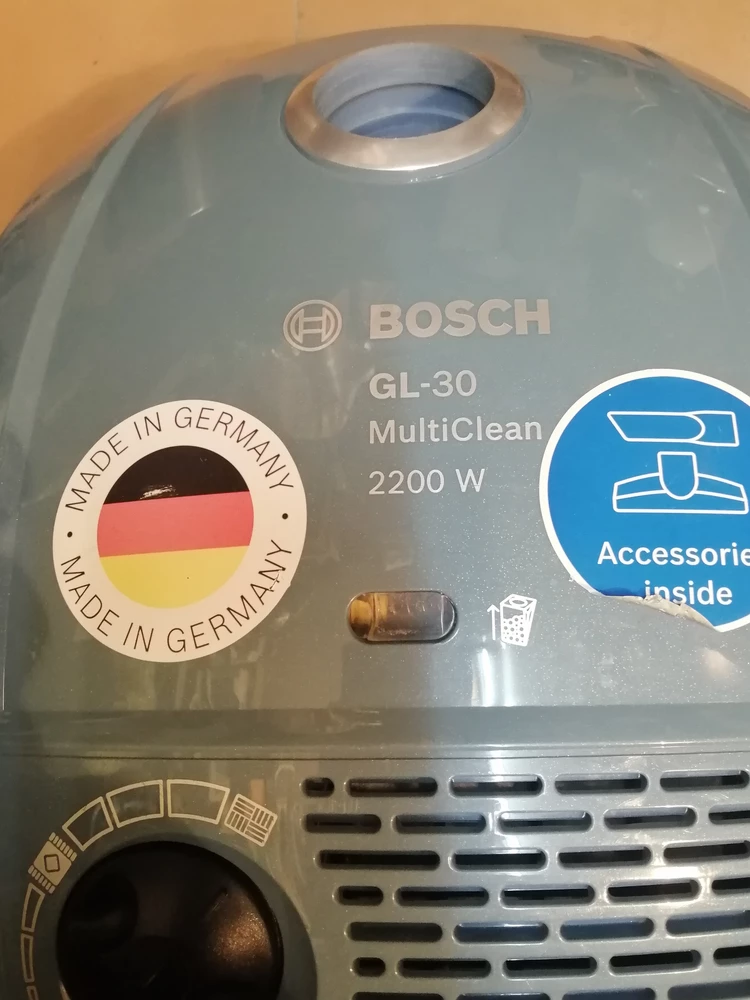 BOSCH
GL-30
MultiClean
2200 W
MADE IN GERMANY
MADE IN GERMANY
Accessorie
inside